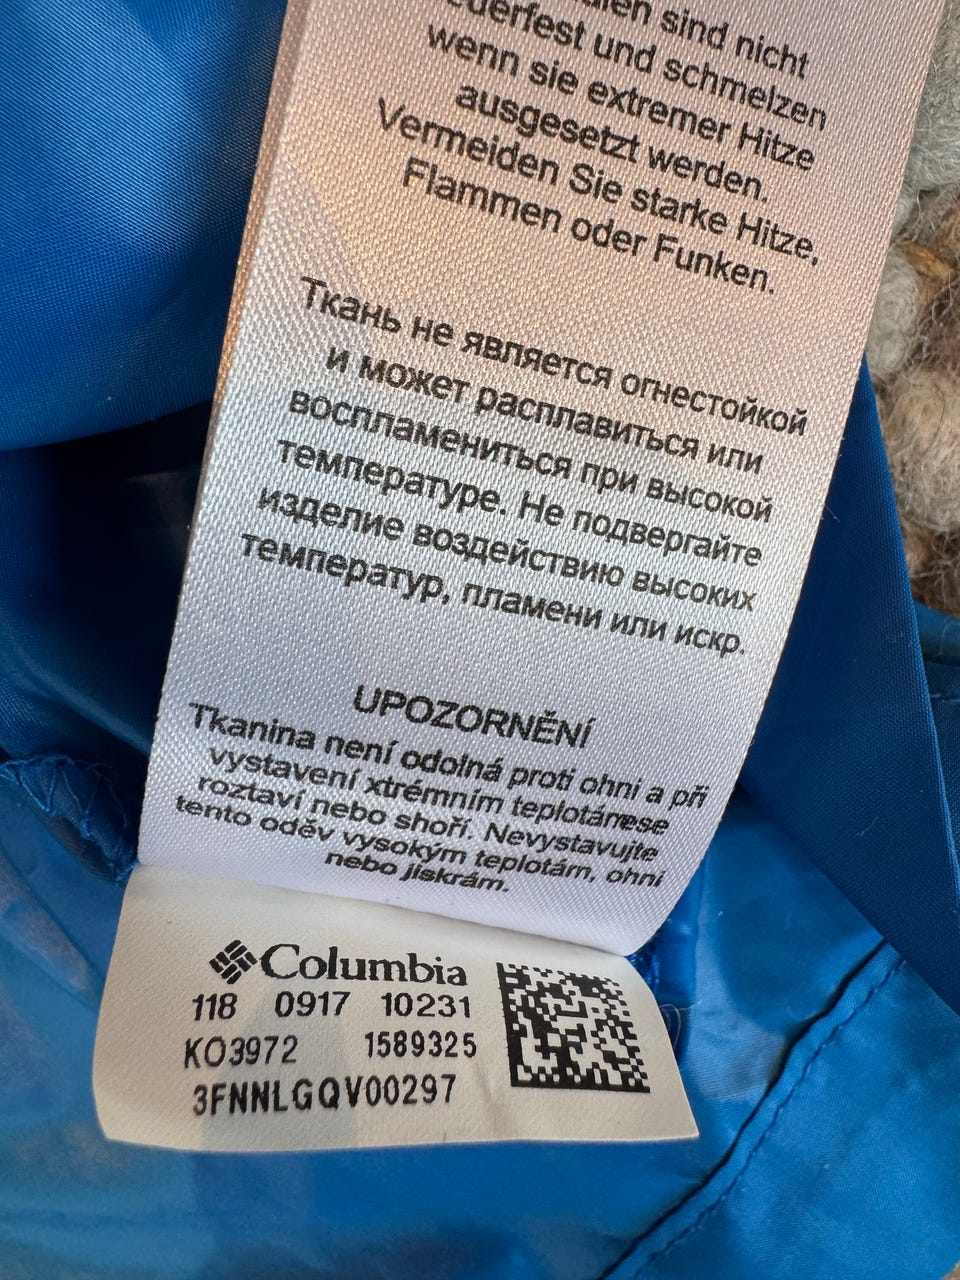 sind nicht
euerfest und schmelzen
wenn sie extremer Hitze
ausgesetzt werden.
Vermeiden Sie starke Hitze,
Flammen oder Funken.
Ткань не является огнестойкой
и может расплавиться или
воспламениться при высокой
температуре. Не подвергайте
изделие воздействию высоких
температур, пламени или искр.
UPOZORNĚNÍ
Tkanina není odolná proti ohni a při
vystavení xtrémním teplotámese
roztaví nebo shoří. Nevystavujte
tento oděv vysokým teplotám, ohni
nebo jiskrám.
Columbia
118 0917 10231
KO3972 1589325
3FNNLGQV00297